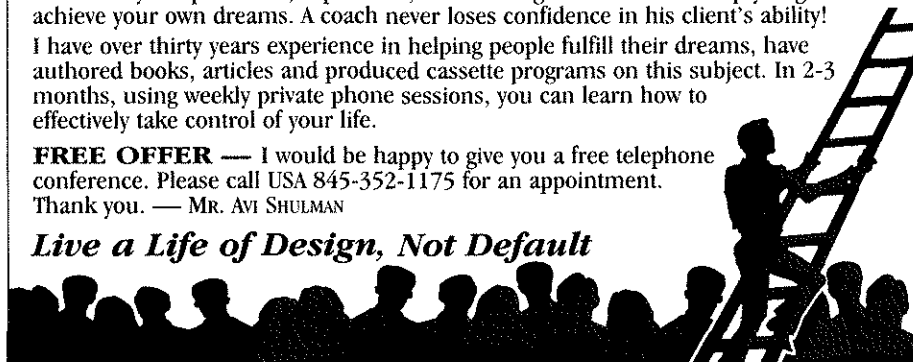 achieve your own dreams. A coach never loses confidence in his client's ability!
I have over thirty years experience in helping people fulfill their dreams, have
authored books, articles and produced cassette programs on this subject. In 2-3
months, using weekly private phone sessions, you can learn how to
effectively take control of your life.
FREE OFFER — I would be happy to give you a free telephone
conference. Please call USA 845-352-1175 for an appointment.
Thank you. — MR. AVI SHULMAN
Live a Life of Design, Not Default